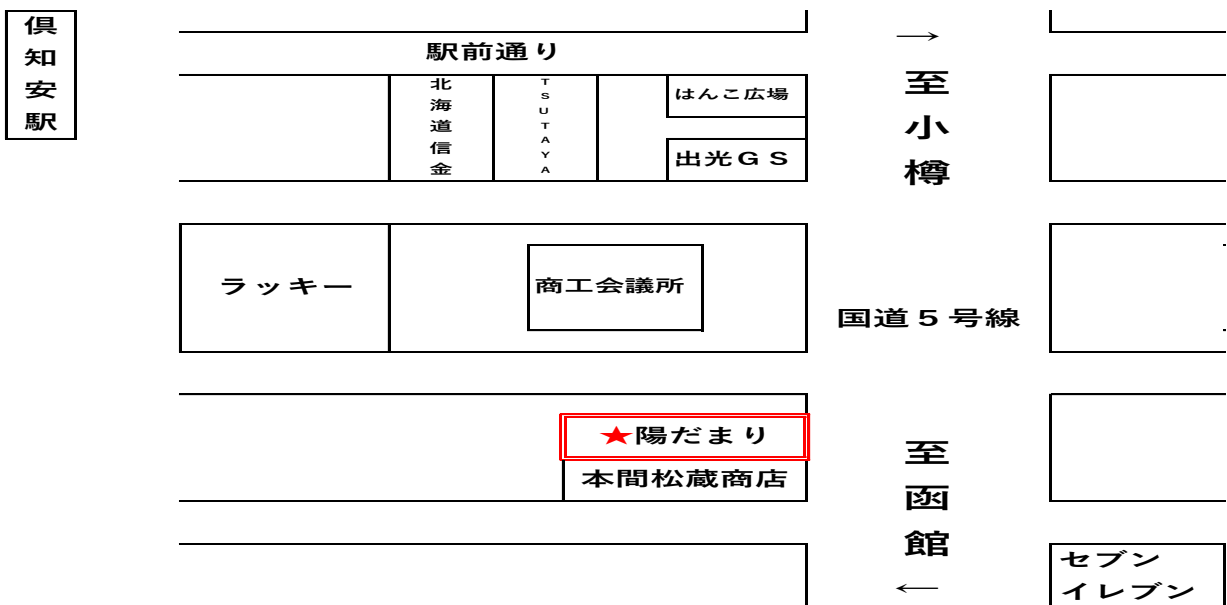 倶知安駅
駅前通り
→
至小樽
北海道信金
TSUTAYA
はんこ広場
出光GS
ラッキー
商工会議所
国道5号線
★陽だまり
本間松蔵商店
至函館
←
セブン
イレブン